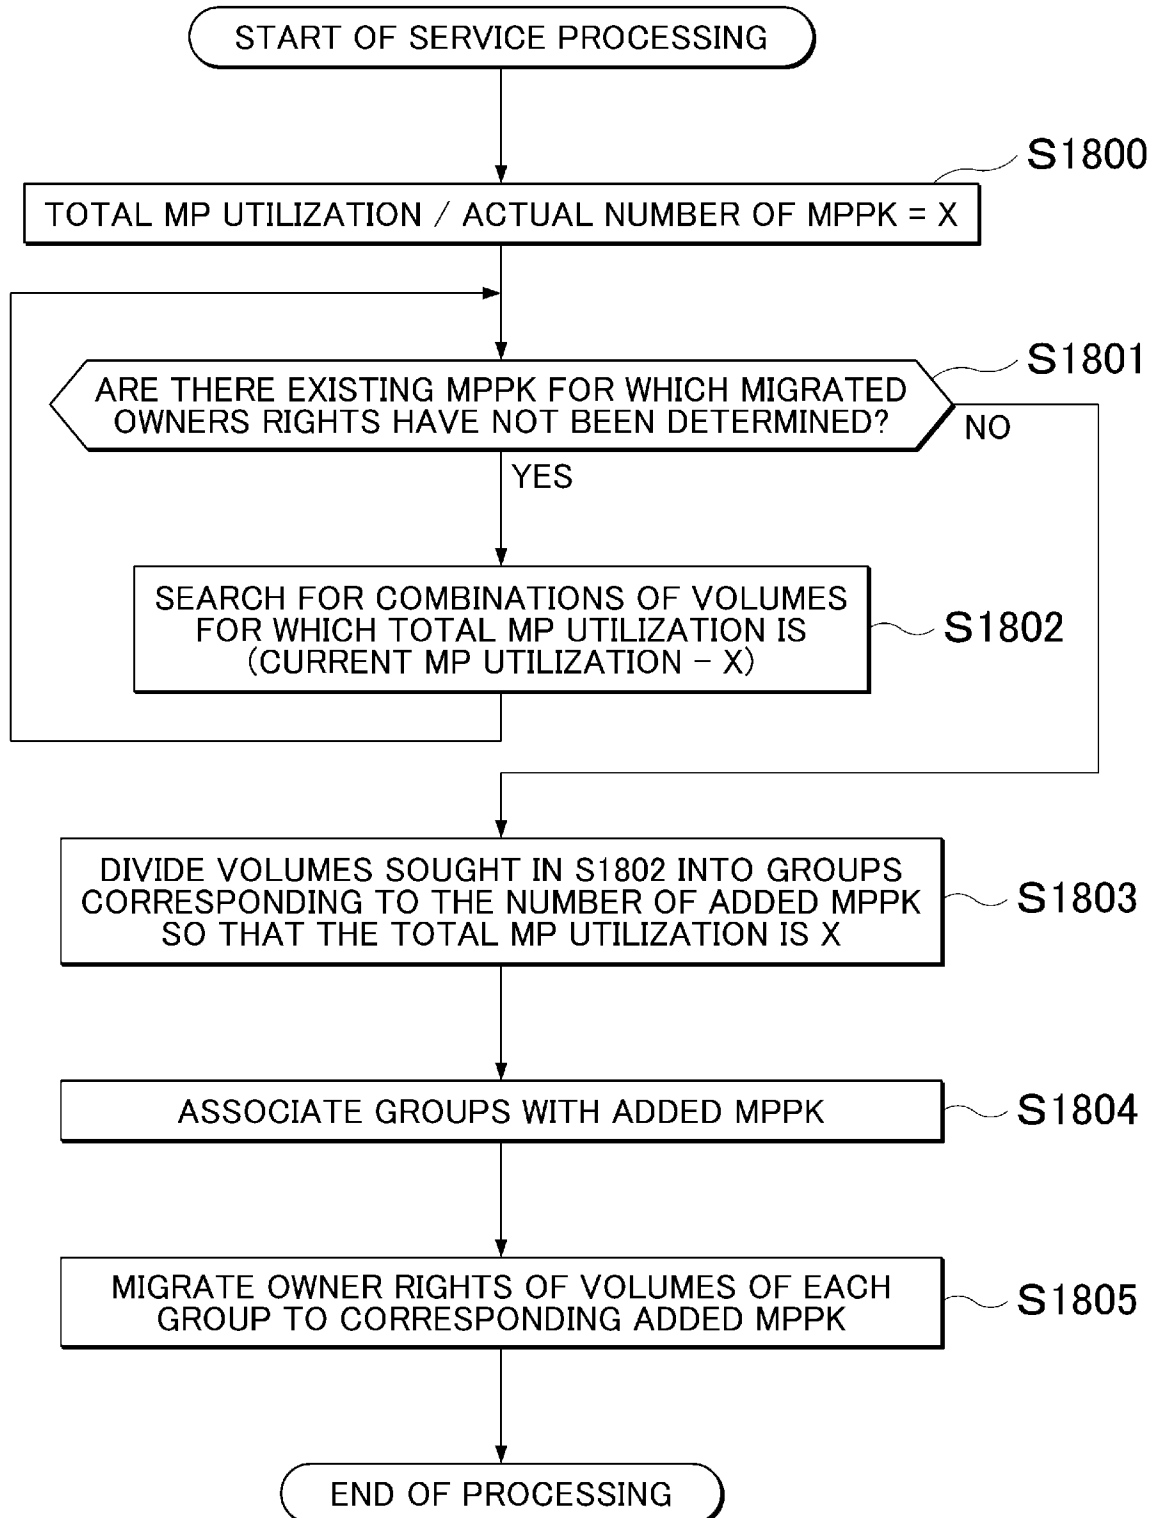 START OF SERVICE PROCESSING
S1800
TOTAL MP UTILIZATION / ACTUAL NUMBER OF MPPK = X
S1801
ARE THERE EXISTING MPPK FOR WHICH MIGRATED
OWNERS RIGHTS HAVE NOT BEEN DETERMINED?
NO
YES
SEARCH FOR COMBINATIONS OF VOLUMES
FOR WHICH TOTAL MP UTILIZATION IS
(CURRENT MP UTILIZATION - X)
S1802
DIVIDE VOLUMES SOUGHT IN S1802 INTO GROUPS
CORRESPONDING TO THE NUMBER OF ADDED MPPK
SO THAT THE TOTAL MP UTILIZATION IS X
S1803
ASSOCIATE GROUPS WITH ADDED MPPK
S1804
MIGRATE OWNER RIGHTS OF VOLUMES OF EACH
GROUP TO CORRESPONDING ADDED MPPK
S1805
END OF PROCESSING